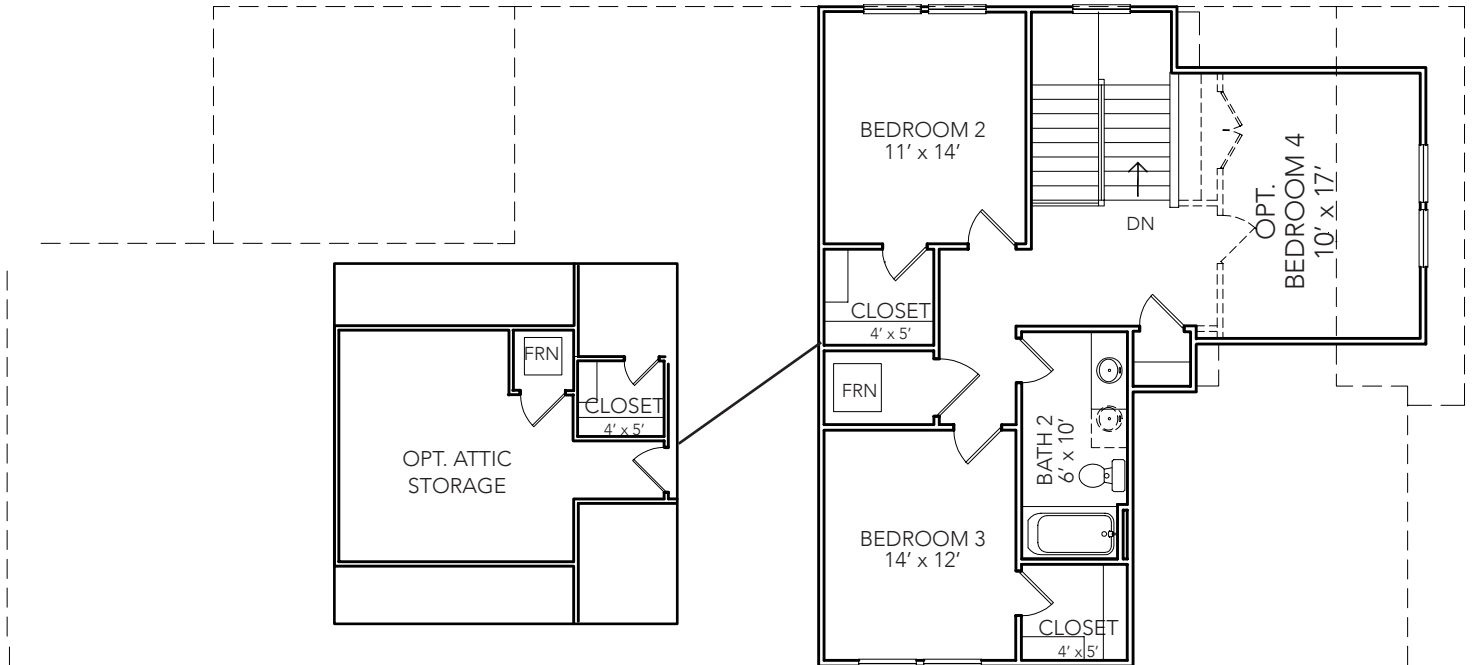 BEDROOM 2
11’ x 14’
DN
OPT.
BEDROOM 4
10’ x 17’
CLOSET
4’ x 5’
FRN
FRN
CLOSET
4’ x 5’
OPT. ATTIC
STORAGE
BATH 2
6’ x 10’
BEDROOM 3
14’ x 12’
CLOSET
4’ x 5’